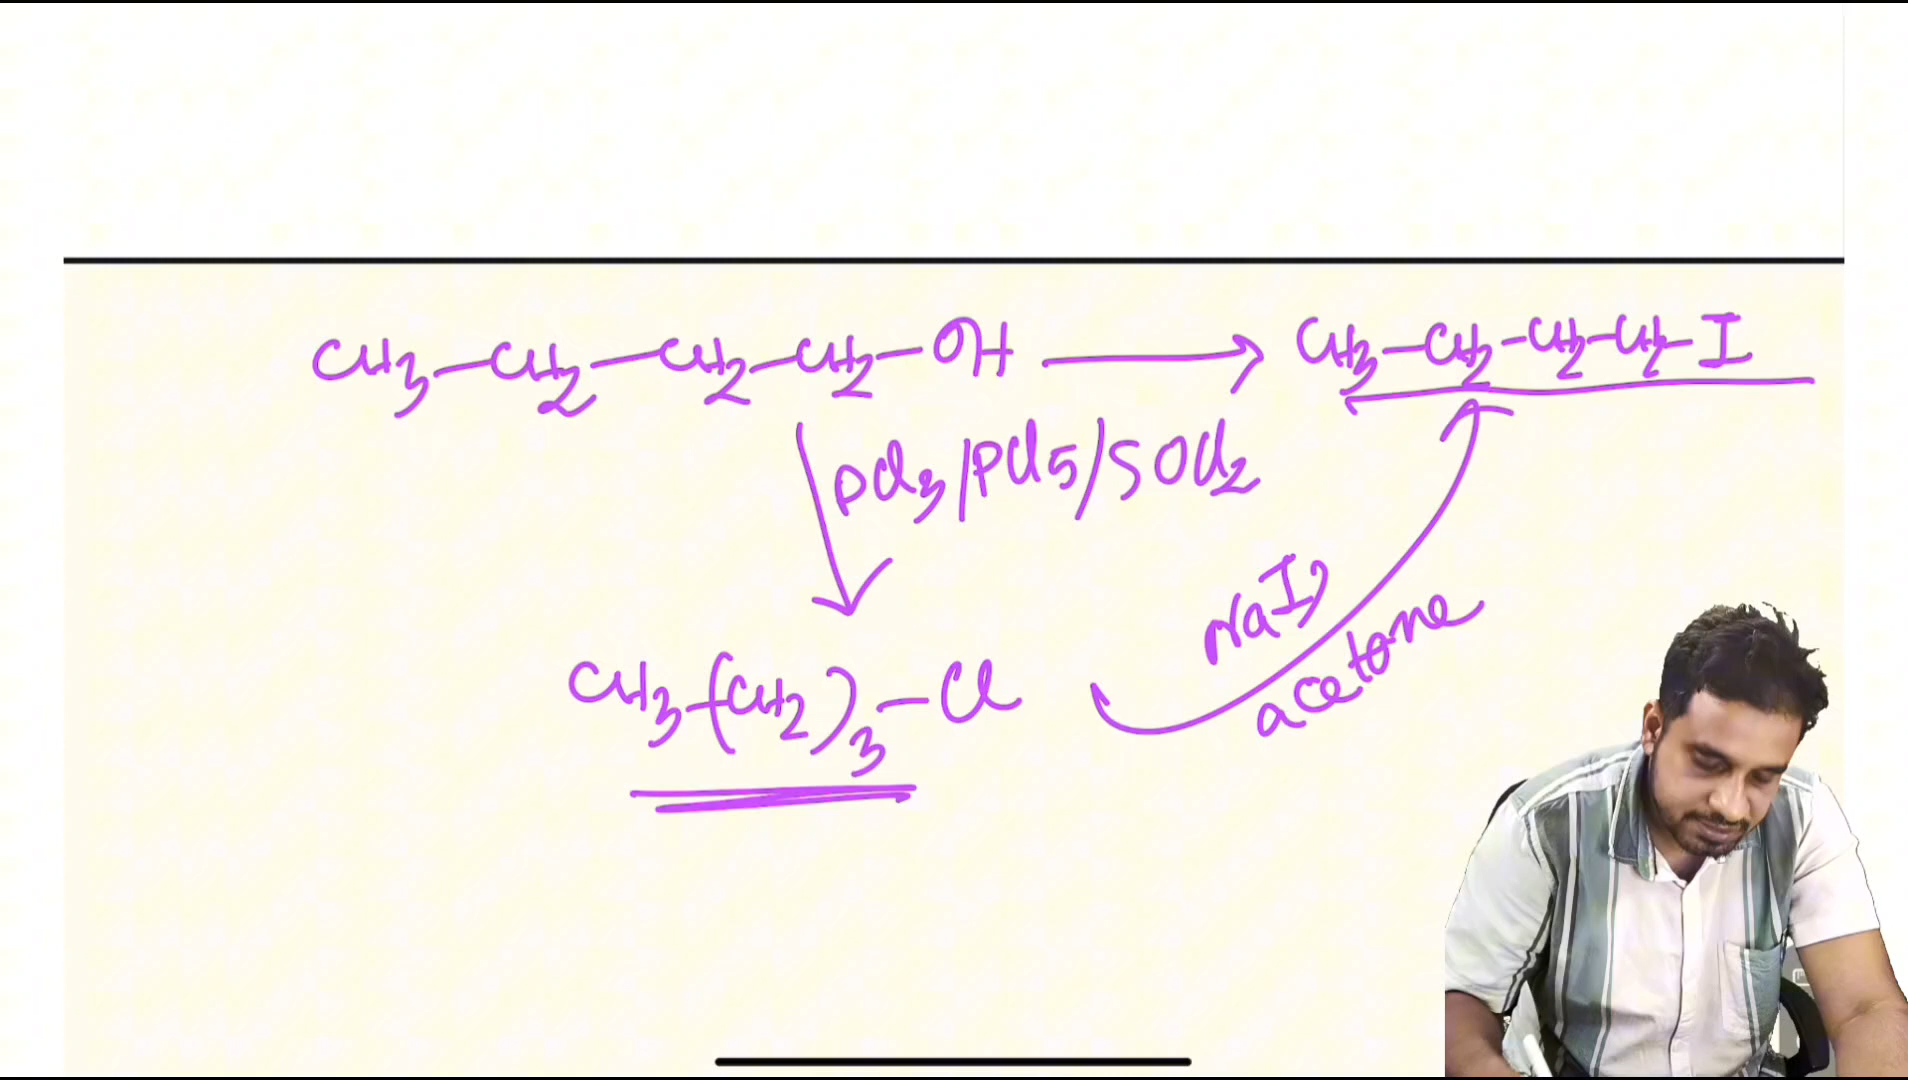 CH3-CH2-CH2-CH2-OH → CH3-CH2-CH2-CH2-I
PCl3/PCl5/SOCl2
NaI,
acetone
CH3-(CH2)3-Cl